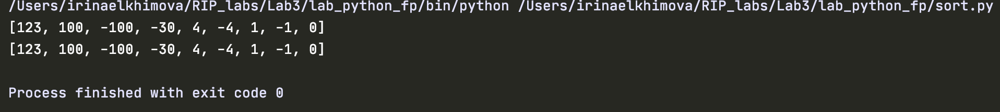 /Users/irinaelkhimova/RIP_labs/Lab3/lab_python_fp/bin/python /Users/irinaelkhimova/RIP_labs/Lab3/lab_python_fp/sort.py
[123, 100, -100, -30, 4, -4, 1, -1, 0]
[123, 100, -100, -30, 4, -4, 1, -1, 0]
Process finished with exit code 0